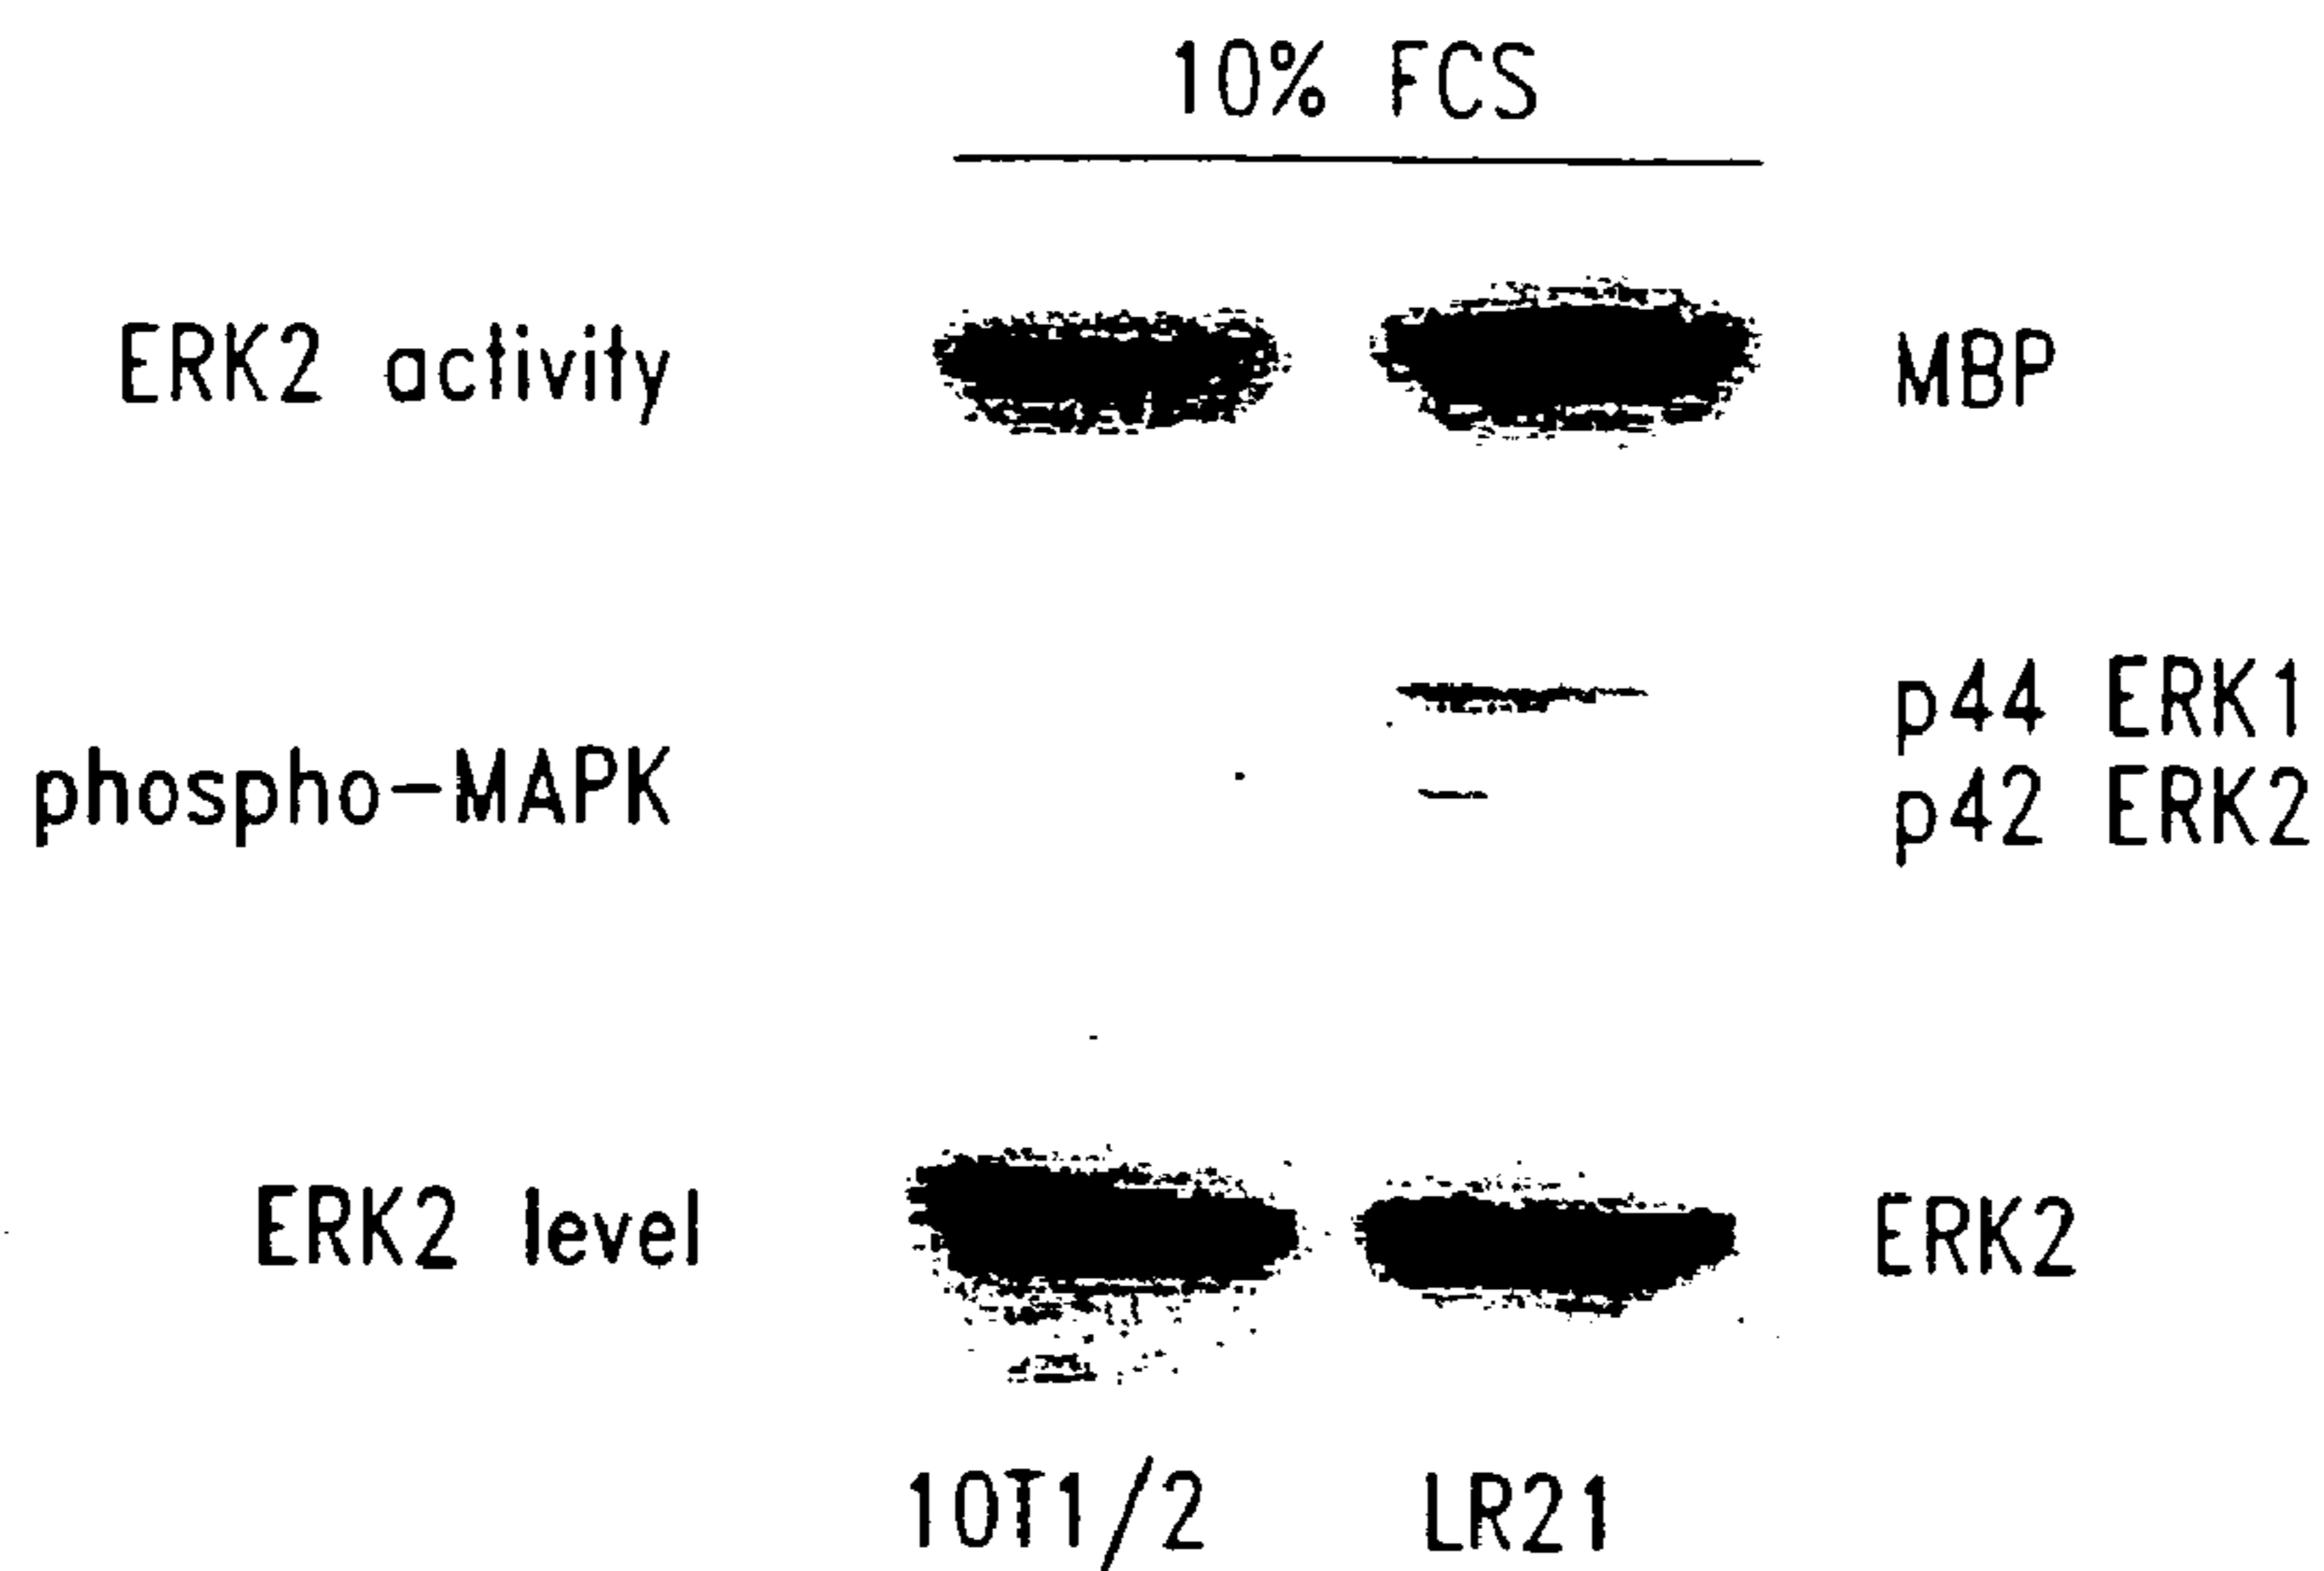 10% FCS
ERK2 activity
MBP
p44 ERK1
phospho-MAPK
p42 ERK2
ERK2 level
ERK2
10T1/2
LR21